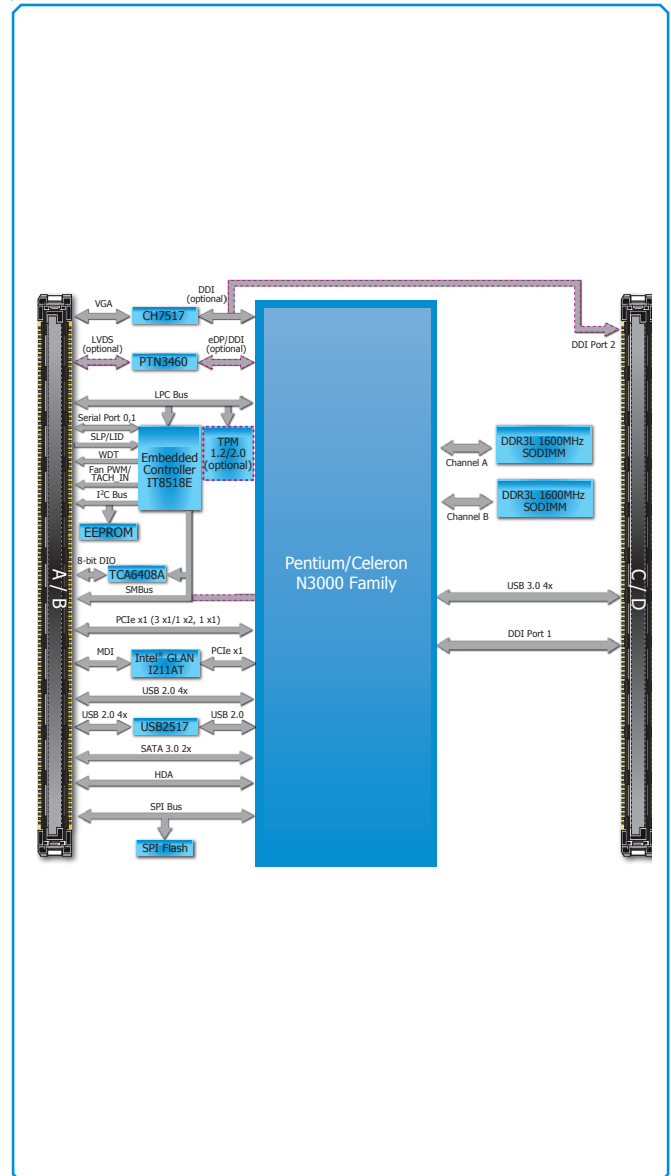 DDI
(optional)
VGA
CH7517
DDI Port 2
LVDS
(optional)
PTN3460
eDP/DDI
(optional)
LPC Bus
Serial Port 0,1
SLP/LID
WDT
Fan PWM/
TACH_IN
I²C Bus
Embedded
Controller
IT8518E
TPM
1.2/2.0
(optional)
EEPROM
8-bit DIO
TCA6408A
SMBus
PCIe x1 (3 x1/1 x2, 1 x1)
MDI
Intel® GLAN
I211AT
PCIe x1
USB 2.0 4x
USB 2.0 4x
USB2517
USB 2.0
SATA 3.0 2x
HDA
SPI Bus
SPI Flash
A / B
Pentium/Celeron
N3000 Family
Channel A
DDR3L 1600MHz
SODIMM
Channel B
DDR3L 1600MHz
SODIMM
USB 3.0 4x
DDI Port 1
C / D